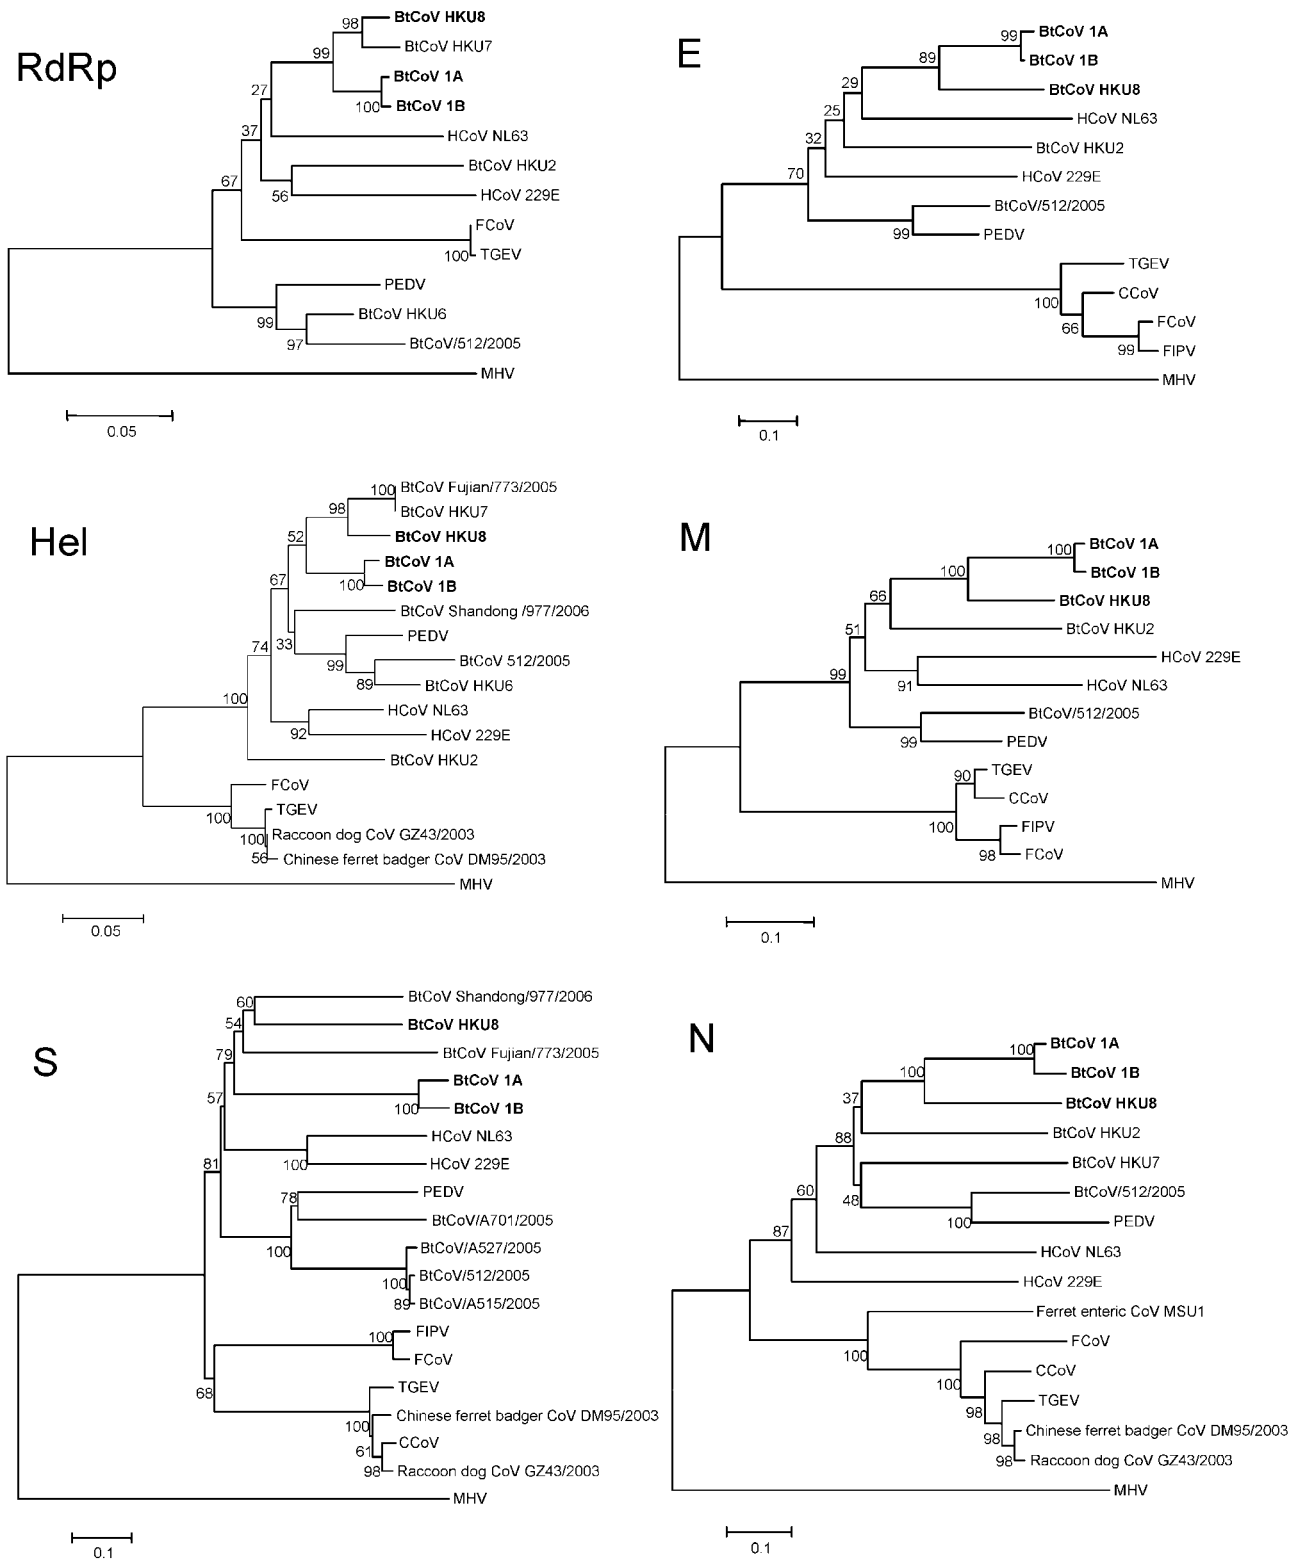 RdRp
98
BtCoV HKU8
BtCoV HKU7
99
BtCoV 1A
100
BtCoV 1B
27
HCoV NL63
37
BtCoV HKU2
56
HCoV 229E
67
FCoV
100
TGEV
PEDV
99
BtCoV HKU6
97
BtCoV/512/2005
MHV
0.05
E
99
BtCoV 1A
BtCoV 1B
89
BtCoV HKU8
29
HCoV NL63
25
BtCoV HKU2
32
HCoV 229E
70
BtCoV/512/2005
99
PEDV
TGEV
100
CCoV
66
FCoV
99
FIPV
MHV
0.1
Hel
100
BtCoV Fujian/773/2005
BtCoV HKU7
98
BtCoV HKU8
52
BtCoV 1A
100
BtCoV 1B
67
BtCoV Shandong /977/2006
33
PEDV
99
BtCoV 512/2005
89
BtCoV HKU6
74
HCoV NL63
92
HCoV 229E
100
BtCoV HKU2
FCoV
100
TGEV
100
Raccoon dog CoV GZ43/2003
56
Chinese ferret badger CoV DM95/2003
MHV
0.05
M
100
BtCoV 1A
BtCoV 1B
100
BtCoV HKU8
66
BtCoV HKU2
51
HCoV 229E
91
HCoV NL63
99
BtCoV/512/2005
99
PEDV
90
TGEV
CCoV
100
FIPV
98
FCoV
MHV
0.1
S
60
BtCoV Shandong/977/2006
54
BtCoV HKU8
79
BtCoV Fujian/773/2005
BtCoV 1A
57
100
BtCoV 1B
HCoV NL63
100
HCoV 229E
81
78
PEDV
BtCoV/A701/2005
100
BtCoV/A527/2005
100
BtCoV/512/2005
89
BtCoV/A515/2005
100
FIPV
FCoV
68
TGEV
100
Chinese ferret badger CoV DM95/2003
61
CCoV
98
Raccoon dog CoV GZ43/2003
MHV
0.1
N
100
BtCoV 1A
BtCoV 1B
100
BtCoV HKU8
37
BtCoV HKU2
88
BtCoV HKU7
48
BtCoV/512/2005
100
PEDV
60
HCoV NL63
87
HCoV 229E
Ferret enteric CoV MSU1
100
FCoV
100
CCoV
98
TGEV
98
Chinese ferret badger CoV DM95/2003
98
Raccoon dog CoV GZ43/2003
MHV
0.1